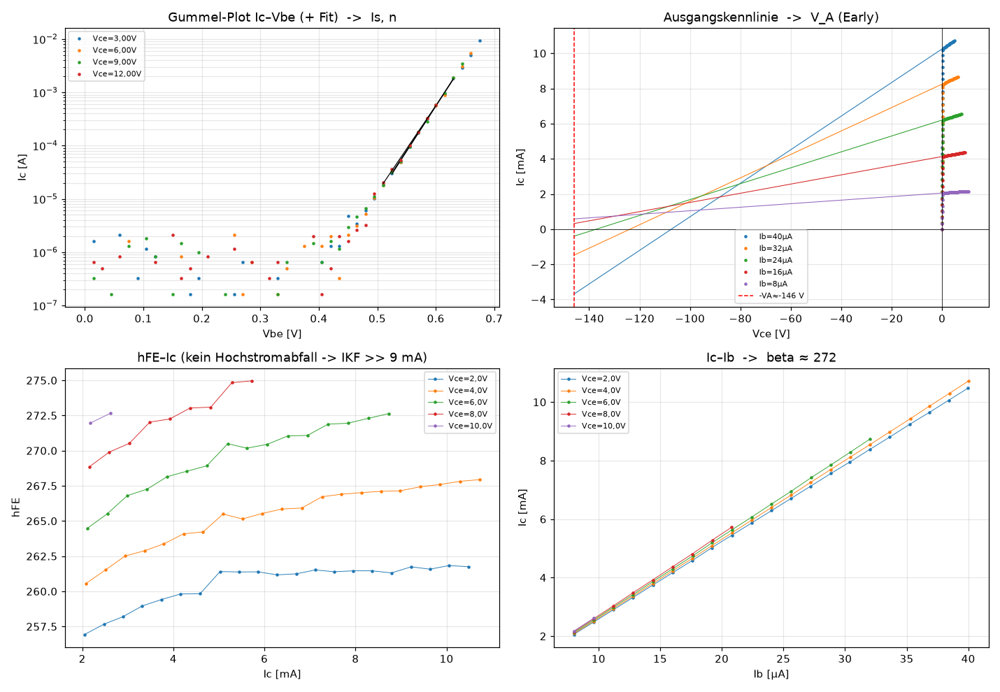 Gummel-Plot Ic–Vbe (+ Fit)  ->  Is, n
Vce=3,00V
Vce=6,00V
Vce=9,00V
Vce=12,00V
10^-2
10^-3
10^-4
10^-5
10^-6
10^-7
Ic [A]
0.0 0.1 0.2 0.3 0.4 0.5 0.6 0.7
Vbe [V]
Ausgangskennlinie  ->  V_A (Early)
10
8
6
4
2
0
−2
−4
Ic [mA]
Ib=40µA
Ib=32µA
Ib=24µA
Ib=16µA
Ib=8µA
-VA≈-146 V
−140 −120 −100 −80 −60 −40 −20 0
Vce [V]
hFE–Ic (kein Hochstromabfall -> IKF >> 9 mA)
Vce=2,0V
Vce=4,0V
Vce=6,0V
Vce=8,0V
Vce=10,0V
275.0
272.5
270.0
267.5
265.0
262.5
260.0
257.5
hFE
2 4 6 8 10
Ic [mA]
Ic–Ib  ->  beta ≈ 272
Vce=2,0V
Vce=4,0V
Vce=6,0V
Vce=8,0V
Vce=10,0V
10
8
6
4
2
Ic [mA]
10 15 20 25 30 35 40
Ib [µA]